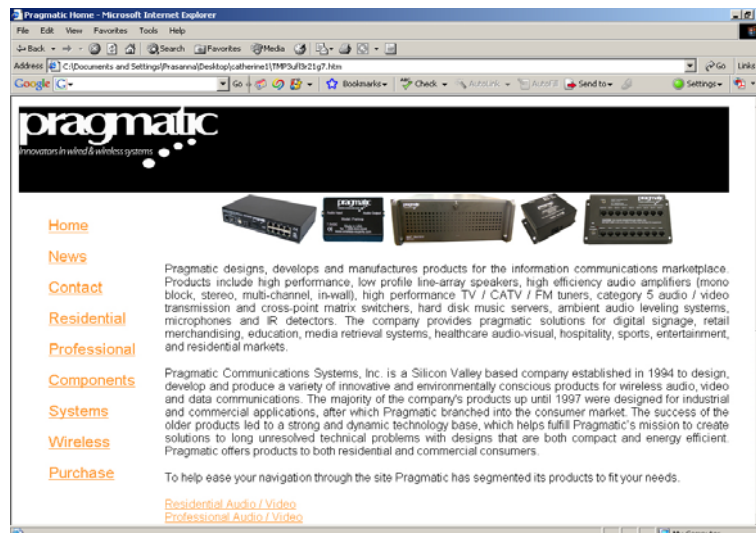 Pragmatic Home - Microsoft Internet Explorer
File Edit View Favorites Tools Help
Back Search Favorites Media
Address C:\Documents and Settings\Prasanna\Desktop\catherine1\TMP3uf3r21g7.htm Go Links
Google G Go Bookmarks Check AutoLink AutoFill Send to Settings
pragmatic
Innovators in wired & wireless systems
pragmatic
Home
News
Contact
Residential
Professional
Components
Systems
Wireless
Purchase
Pragmatic designs, develops and manufactures products for the information communications marketplace.
Products include high performance, low profile line-array speakers, high efficiency audio amplifiers (mono
block, stereo, multi-channel, in-wall), high performance TV / CATV / FM tuners, category 5 audio / video
transmission and cross-point matrix switchers, hard disk music servers, ambient audio leveling systems,
microphones and IR detectors. The company provides pragmatic solutions for digital signage, retail
merchandising, education, media retrieval systems, healthcare audio-visual, hospitality, sports, entertainment,
and residential markets.
Pragmatic Communications Systems, Inc. is a Silicon Valley based company established in 1994 to design,
develop and produce a variety of innovative and environmentally conscious products for wireless audio, video
and data communications. The majority of the company's products up until 1997 were designed for industrial
and commercial applications, after which Pragmatic branched into the consumer market. The success of the
older products led to a strong and dynamic technology base, which helps fulfill Pragmatic's mission to create
solutions to long unresolved technical problems with designs that are both compact and energy efficient.
Pragmatic offers products to both residential and commercial consumers.
To help ease your navigation through the site Pragmatic has segmented its products to fit your needs.
Residential Audio / Video
Professional Audio / Video